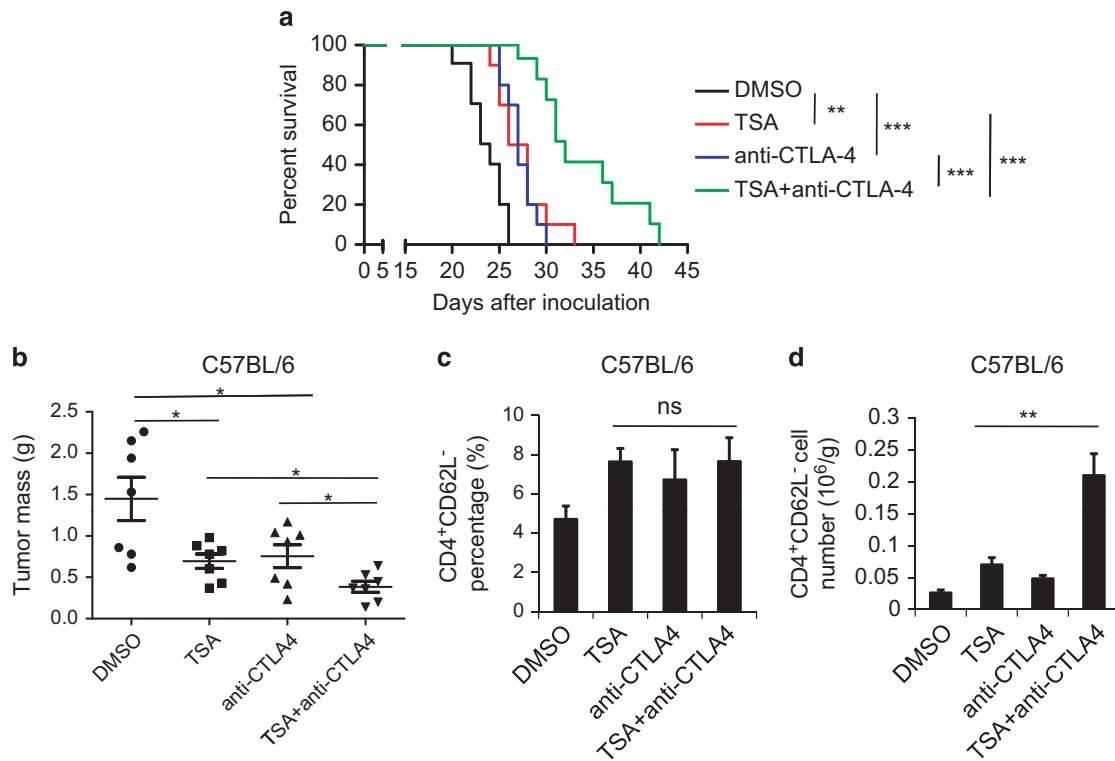 a
100
80
60
40
20
0
Percent survival
0 5 15 20 25 30 35 40 45
Days after inoculation
DMSO
TSA
anti-CTLA-4
TSA+anti-CTLA-4
**
***
***
***
b
C57BL/6
Tumor mass (g)
2.5
2.0
1.5
1.0
0.5
0.0
*
*
*
*
DMSO
TSA
anti-CTLA4
TSA+anti-CTLA4
c
C57BL/6
CD4+CD62L-
percentage (%)
10
8
6
4
2
0
ns
DMSO
TSA
anti-CTLA4
TSA+anti-CTLA4
d
C57BL/6
CD4+CD62L- cell
number (10⁶/g)
0.3
0.25
0.20
0.15
0.1
0.05
0
**
DMSO
TSA
anti-CTLA4
TSA+anti-CTLA4